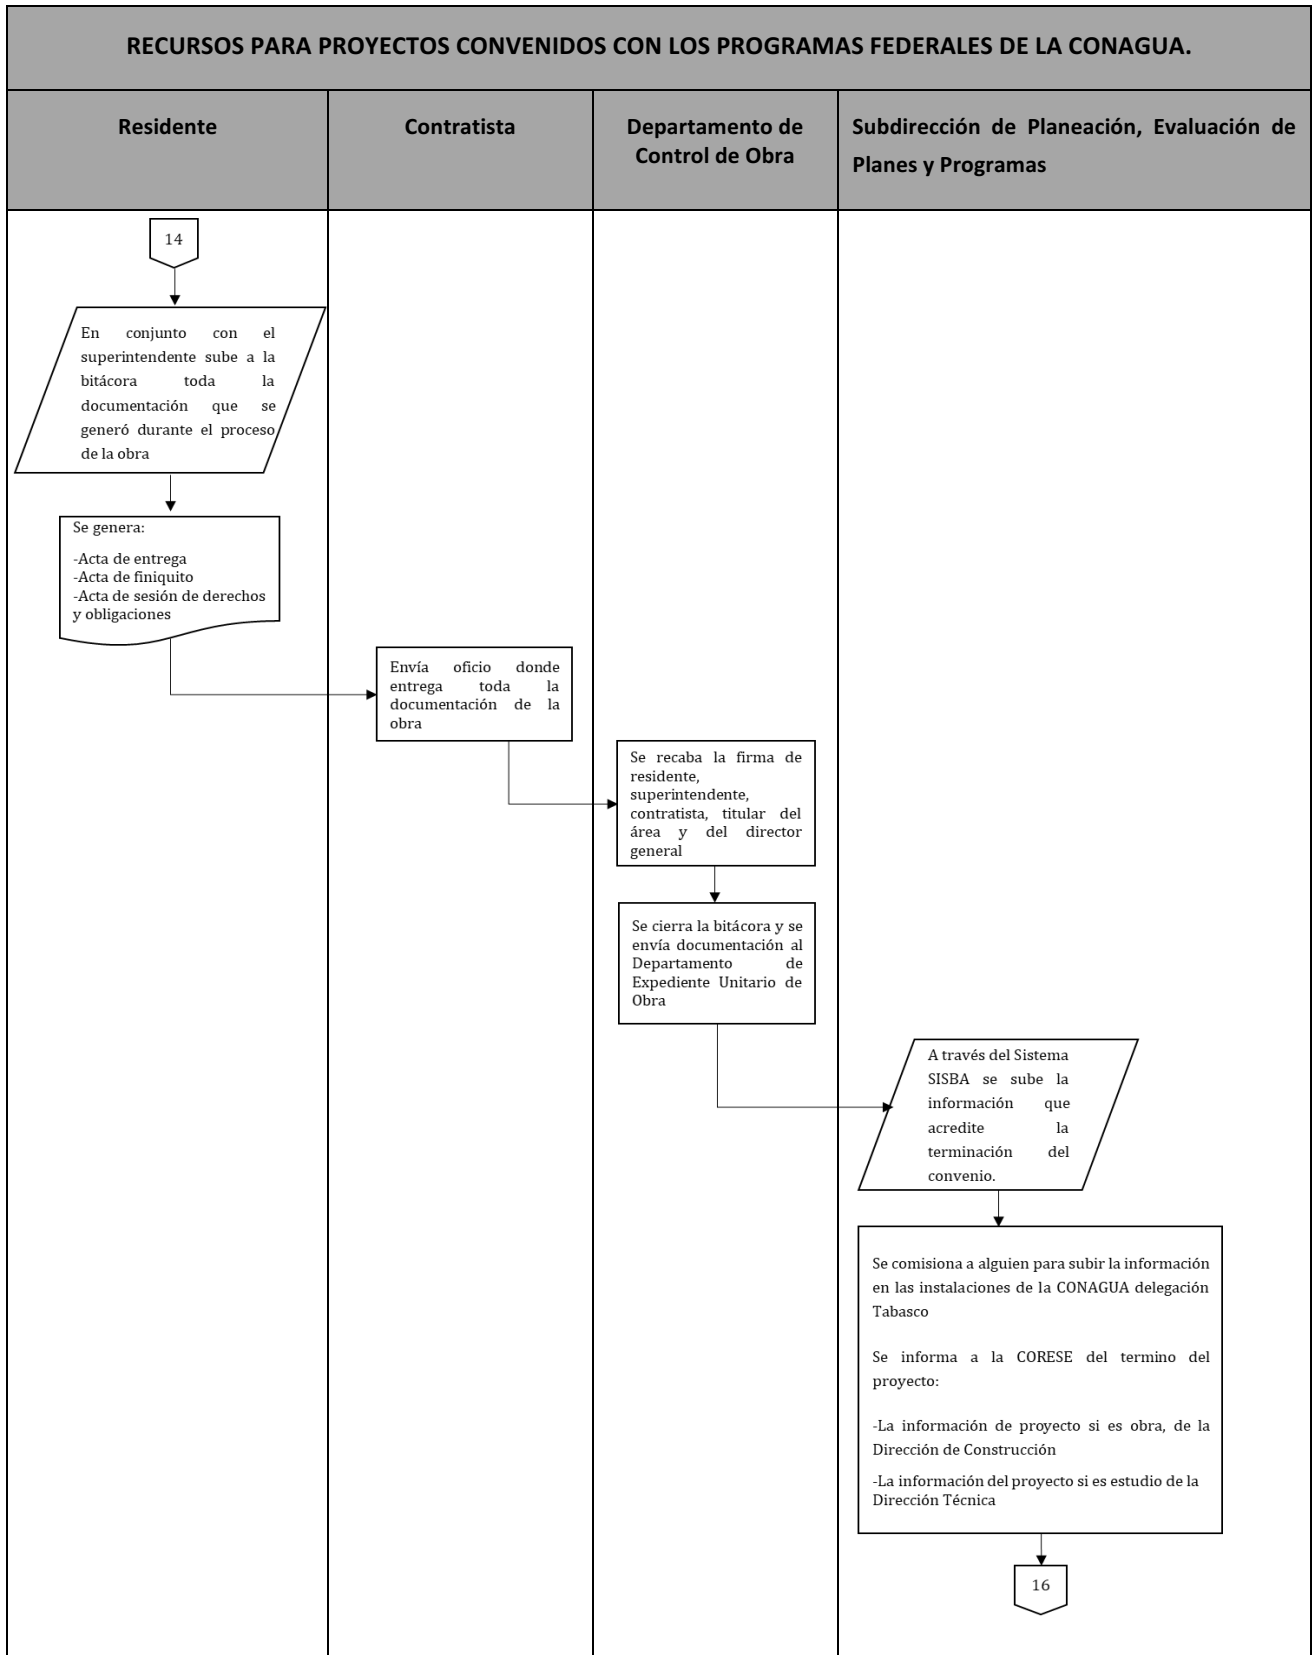 RECURSOS PARA PROYECTOS CONVENIDOS CON LOS PROGRAMAS FEDERALES DE LA CONAGUA.
Residente
Contratista
Departamento de
Control de Obra
Subdirección de Planeación, Evaluación de
Planes y Programas
14
En conjunto con el
superintendente sube a la
bitácora toda la
documentación que se
generó durante el proceso
de la obra
Se genera:
-Acta de entrega
-Acta de finiquito
-Acta de sesión de derechos
y obligaciones
Envía oficio donde
entrega toda la
documentación de la
obra
Se recaba la firma de
residente,
superintendente,
contratista, titular del
área y del director
general
Se cierra la bitácora y se
envía documentación al
Departamento de
Expediente Unitario de
Obra
A través del Sistema
SISBA se sube la
información que
acredite la
terminación del
convenio.
Se comisiona a alguien para subir la información
en las instalaciones de la CONAGUA delegación
Tabasco
Se informa a la CORESE del termino del
proyecto:
-La información de proyecto si es obra, de la
Dirección de Construcción
-La información del proyecto si es estudio de la
Dirección Técnica
16